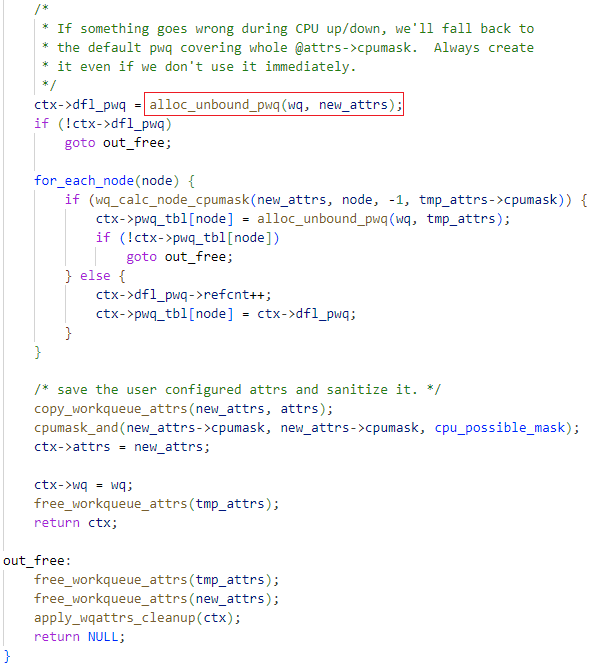 /*
 * If something goes wrong during CPU up/down, we'll fall back to
 * the default pwq covering whole @attrs->cpumask.  Always create
 * it even if we don't use it immediately.
 */
ctx->dfl_pwq = alloc_unbound_pwq(wq, new_attrs);
if (!ctx->dfl_pwq)
    goto out_free;

for_each_node(node) {
    if (wq_calc_node_cpumask(new_attrs, node, -1, tmp_attrs->cpumask)) {
        ctx->pwq_tbl[node] = alloc_unbound_pwq(wq, tmp_attrs);
        if (!ctx->pwq_tbl[node])
            goto out_free;
    } else {
        ctx->dfl_pwq->refcnt++;
        ctx->pwq_tbl[node] = ctx->dfl_pwq;
    }
}

/* save the user configured attrs and sanitize it. */
copy_workqueue_attrs(new_attrs, attrs);
cpumask_and(new_attrs->cpumask, new_attrs->cpumask, cpu_possible_mask);
ctx->attrs = new_attrs;

ctx->wq = wq;
free_workqueue_attrs(tmp_attrs);
return ctx;

out_free:
    free_workqueue_attrs(tmp_attrs);
    free_workqueue_attrs(new_attrs);
    apply_wqattrs_cleanup(ctx);
    return NULL;
}